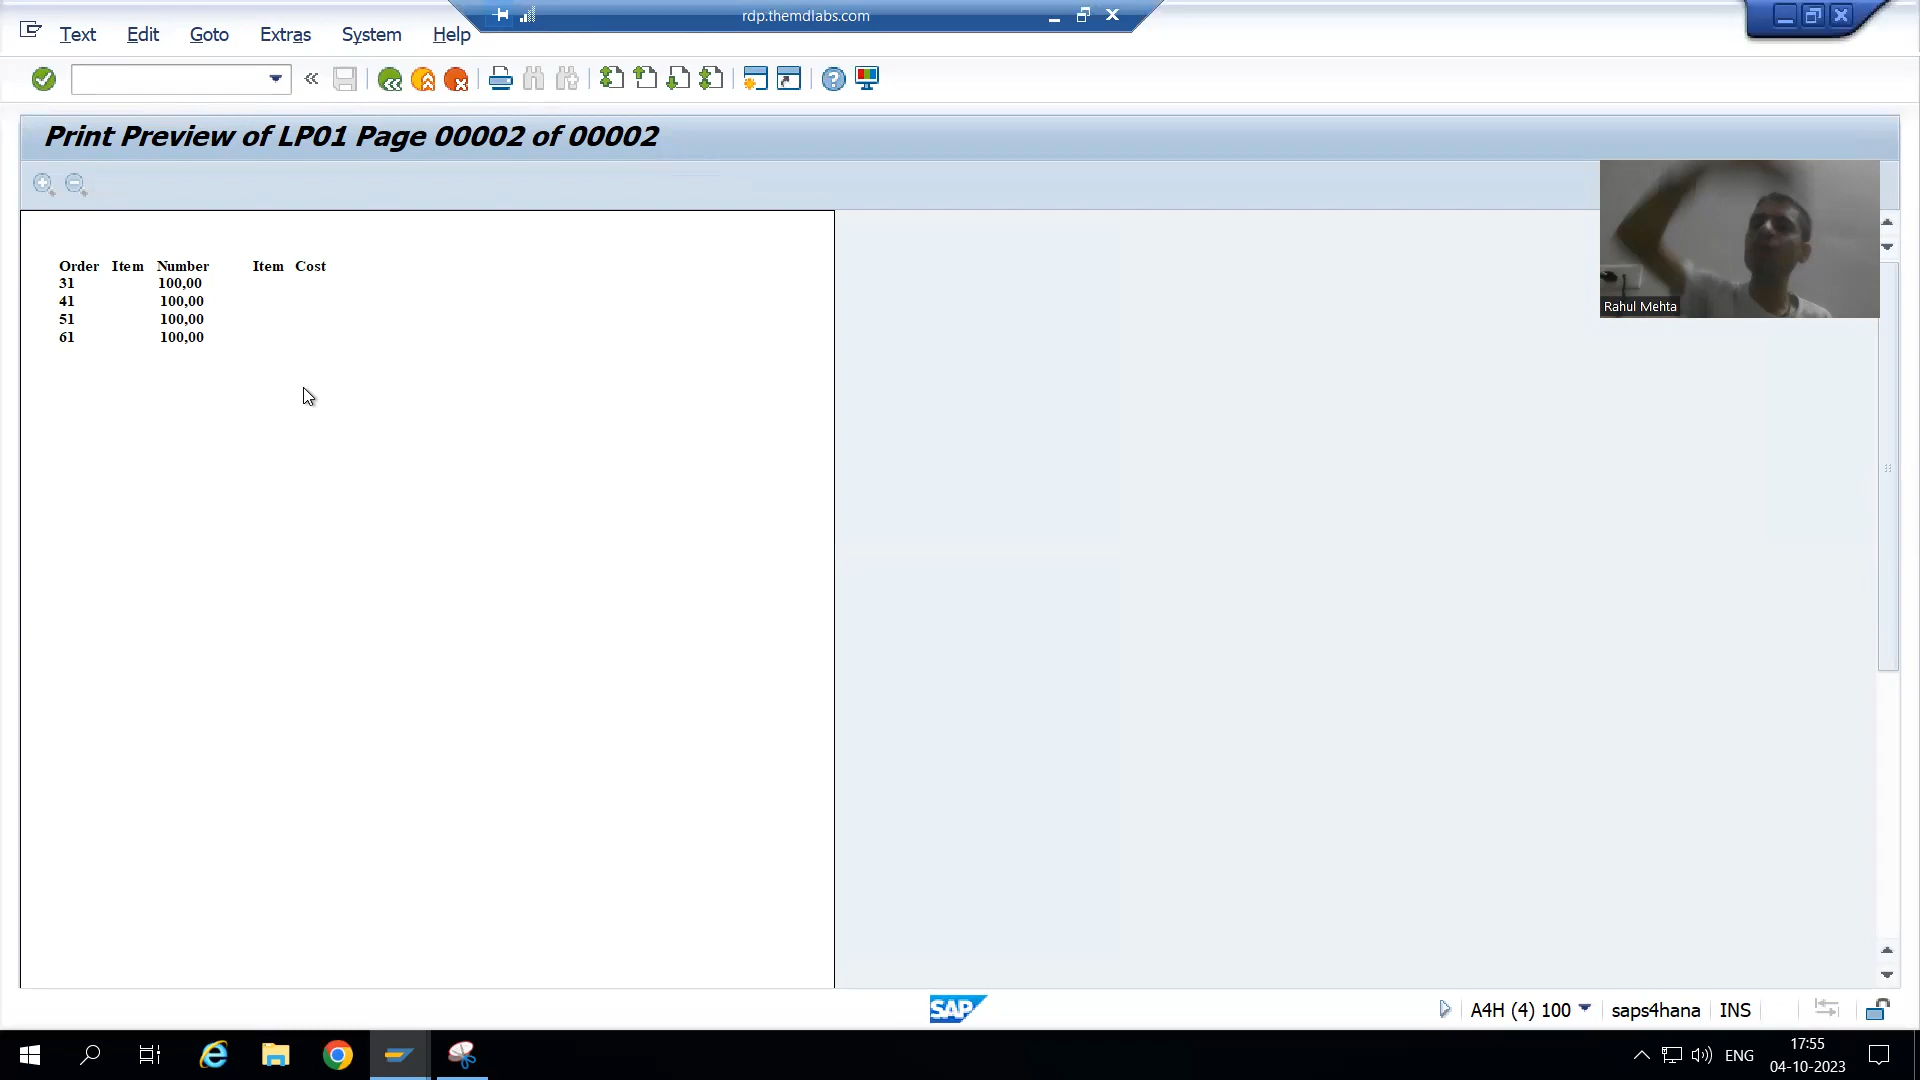 rdp.themdlabs.com
Text Edit Goto Extras System Help
Print Preview of LP01 Page 00002 of 00002
Order Item Number Item Cost
31 100,00
41 100,00
51 100,00
61 100,00
Rahul Mehta
SAP
A4H (4) 100 saps4hana INS
ENG
17:55
04-10-2023